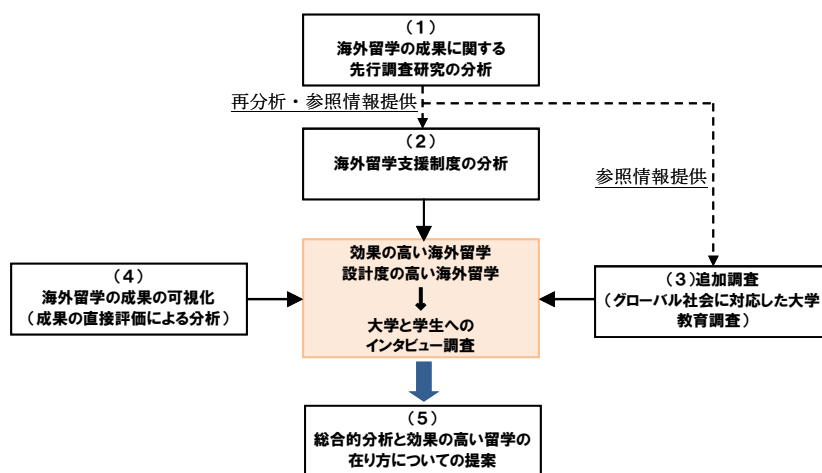 （１）
海外留学の成果に関する
先行調査研究の分析
再分析・参照情報提供
（２）
海外留学支援制度の分析
参照情報提供
効果の高い海外留学
設計度の高い海外留学
大学と学生への
インタビュー調査
（４）
海外留学の成果の可視化
（成果の直接評価による分析）
（３）追加調査
（グローバル社会に対応した大学
教育調査）
（５）
総合的分析と効果の高い留学の
在り方についての提案